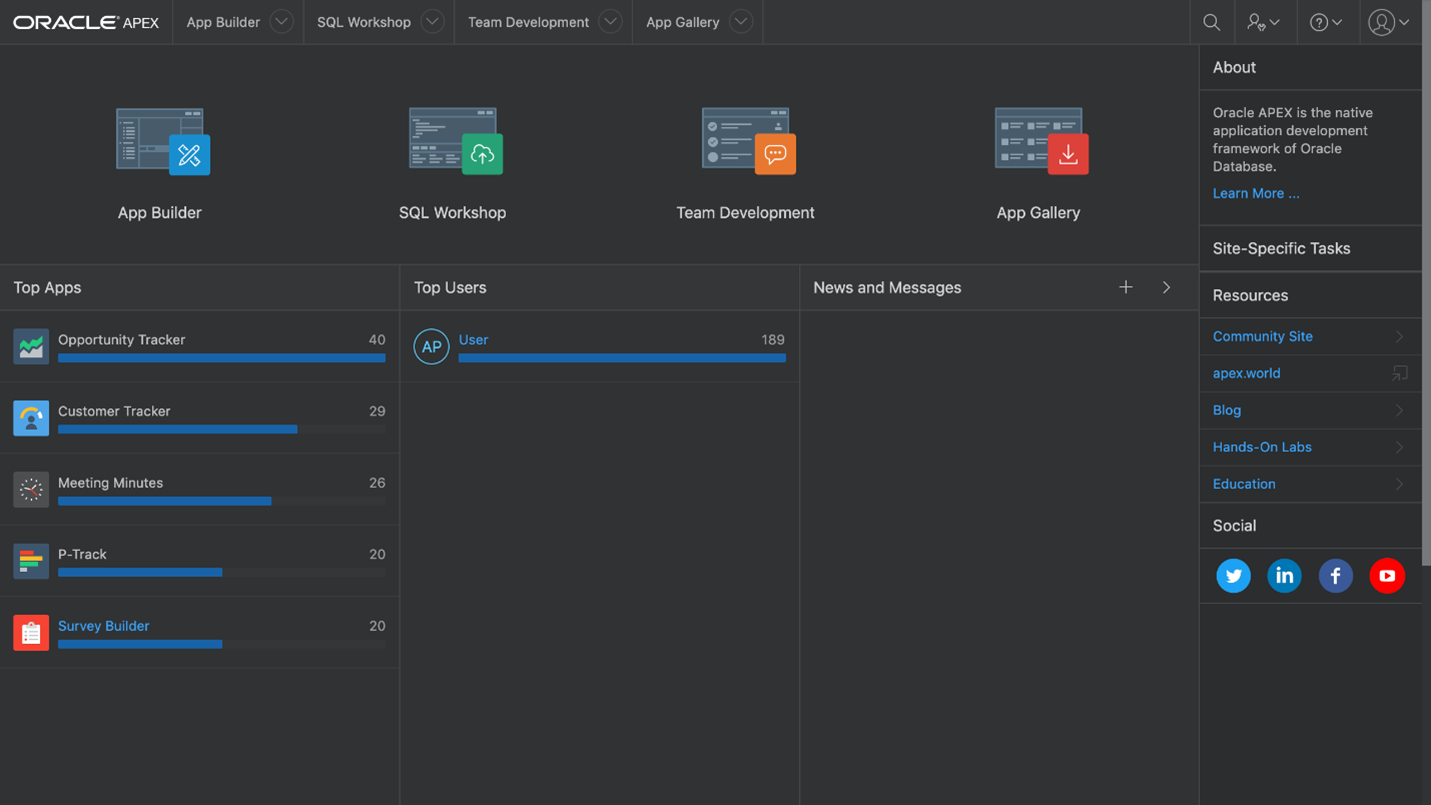 ORACLE APEX
App Builder
SQL Workshop
Team Development
App Gallery
App Builder
SQL Workshop
Team Development
App Gallery
Top Apps
Opportunity Tracker 40
Customer Tracker 29
Meeting Minutes 26
P-Track 20
Survey Builder 20
Top Users
AP User 189
News and Messages
About
Oracle APEX is the native
application development
framework of Oracle
Database.
Learn More ...
Site-Specific Tasks
Resources
Community Site
apex.world
Blog
Hands-On Labs
Education
Social